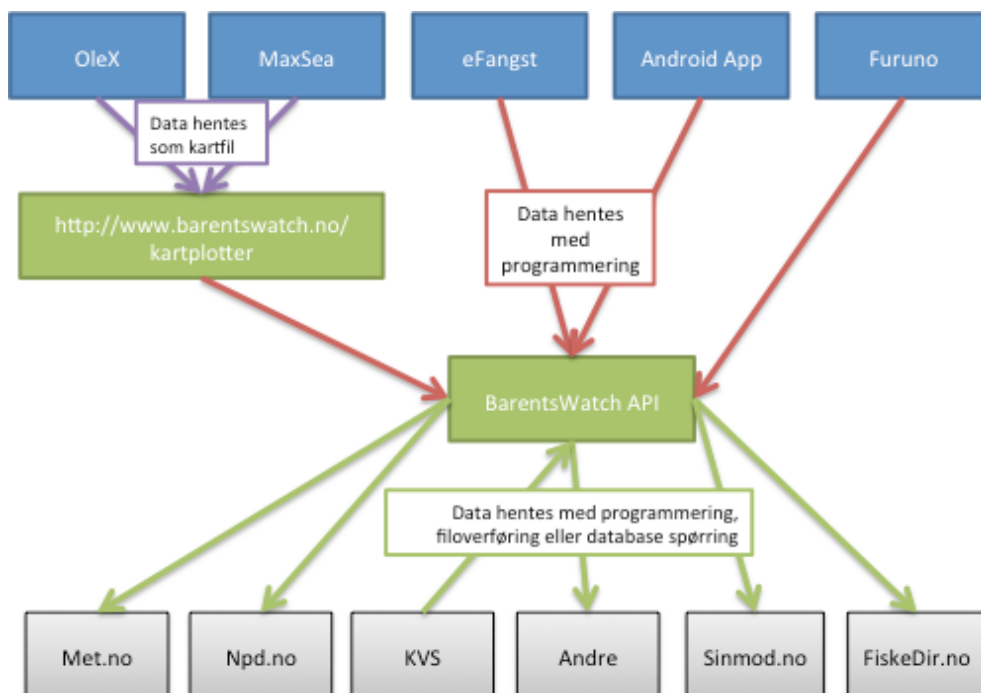 OleX
MaxSea
eFangst
Android App
Furuno
Data hentes
som kartfil
http://www.barentswatch.no/
kartplotter
Data hentes
med
programmering
BarentsWatch API
Data hentes med programmering,
filoverføring eller database spørring
Met.no
Npd.no
KVS
Andre
Sinmod.no
FiskeDir.no